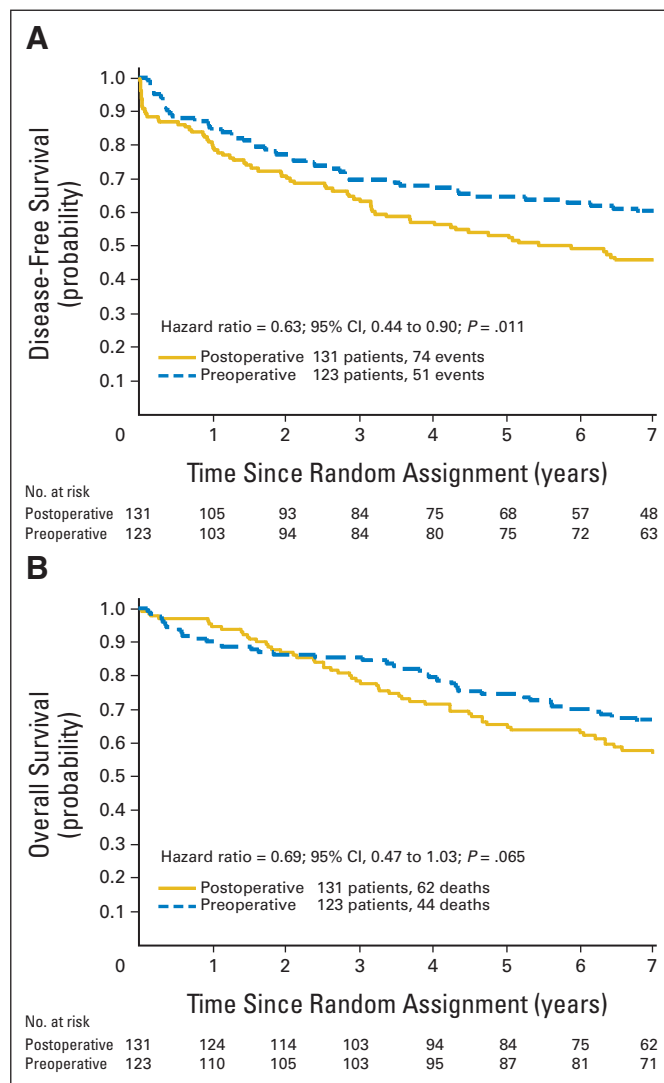 A
Disease-Free Survival
(probability)
1.0
0.9
0.8
0.7
0.6
0.5
0.4
0.3
0.2
0.1
Hazard ratio = 0.63; 95% CI, 0.44 to 0.90; P = .011
Postoperative 131 patients, 74 events
Preoperative 123 patients, 51 events
0 1 2 3 4 5 6 7
Time Since Random Assignment (years)
No. at risk
Postoperative 131 105 93 84 75 68 57 48
Preoperative 123 103 94 84 80 75 72 63
B
Overall Survival
(probability)
1.0
0.9
0.8
0.7
0.6
0.5
0.4
0.3
0.2
0.1
Hazard ratio = 0.69; 95% CI, 0.47 to 1.03; P = .065
Postoperative 131 patients, 62 deaths
Preoperative 123 patients, 44 deaths
0 1 2 3 4 5 6 7
Time Since Random Assignment (years)
No. at risk
Postoperative 131 124 114 103 94 84 75 62
Preoperative 123 110 105 103 95 87 81 71